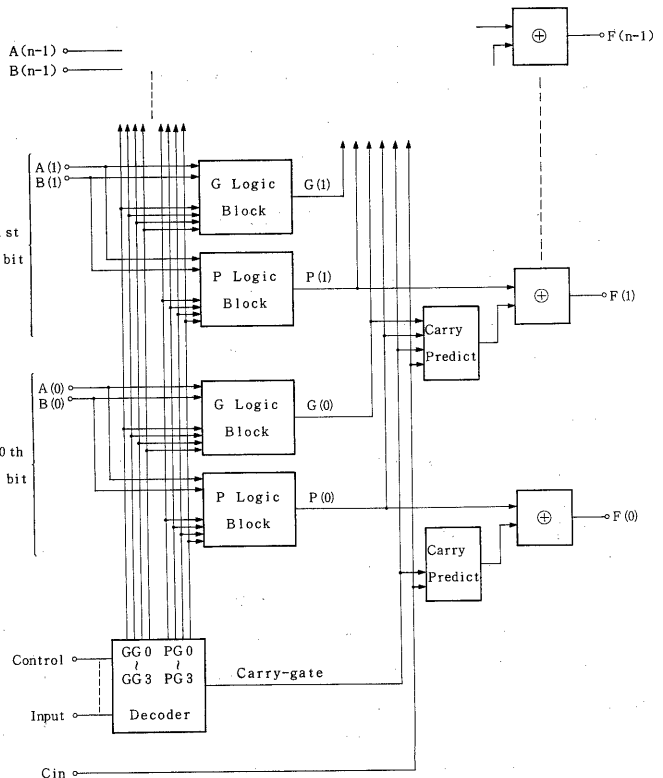 A(n-1)
B(n-1)
⊕
F(n-1)
A(1)
B(1)
G Logic
Block
G(1)
st
bit
P Logic
Block
P(1)
⊕
F(1)
Carry
Predict
A(0)
B(0)
G Logic
Block
G(0)
0 th
bit
P Logic
Block
P(0)
⊕
F(0)
Carry
Predict
Control
GG0 PG0
~ ~
GG3 PG3
Carry-gate
Input
Decoder
Cin